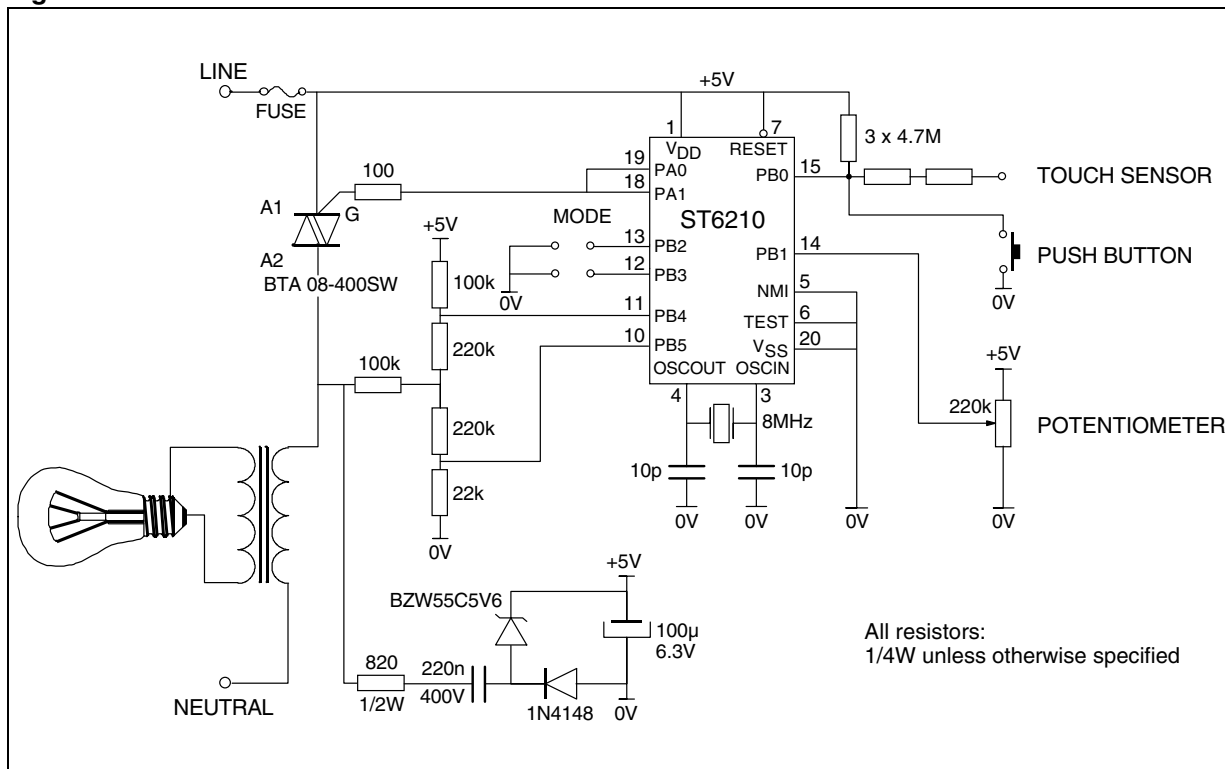 LINE
FUSE
+5V
1
7
VDD
RESET
3 x 4.7M
19
PA0
15
PB0
100
18
PA1
TOUCH SENSOR
A1
G
MODE
ST6210
+5V
13
PB2
14
PB1
PUSH BUTTON
A2
12
PB3
BTA 08-400SW
100k
0V
5
NMI
0V
11
PB4
6
TEST
10
PB5
20
VSS
+5V
100k
220k
OSCOUT
OSCIN
4
3
8MHz
220k
POTENTIOMETER
220k
10p
10p
22k
0V
0V
0V
0V
0V
0V
+5V
BZW55C5V6
100µ
6.3V
All resistors:
1/4W unless otherwise specified
820
220n
1/2W
400V
1N4148
0V
NEUTRAL